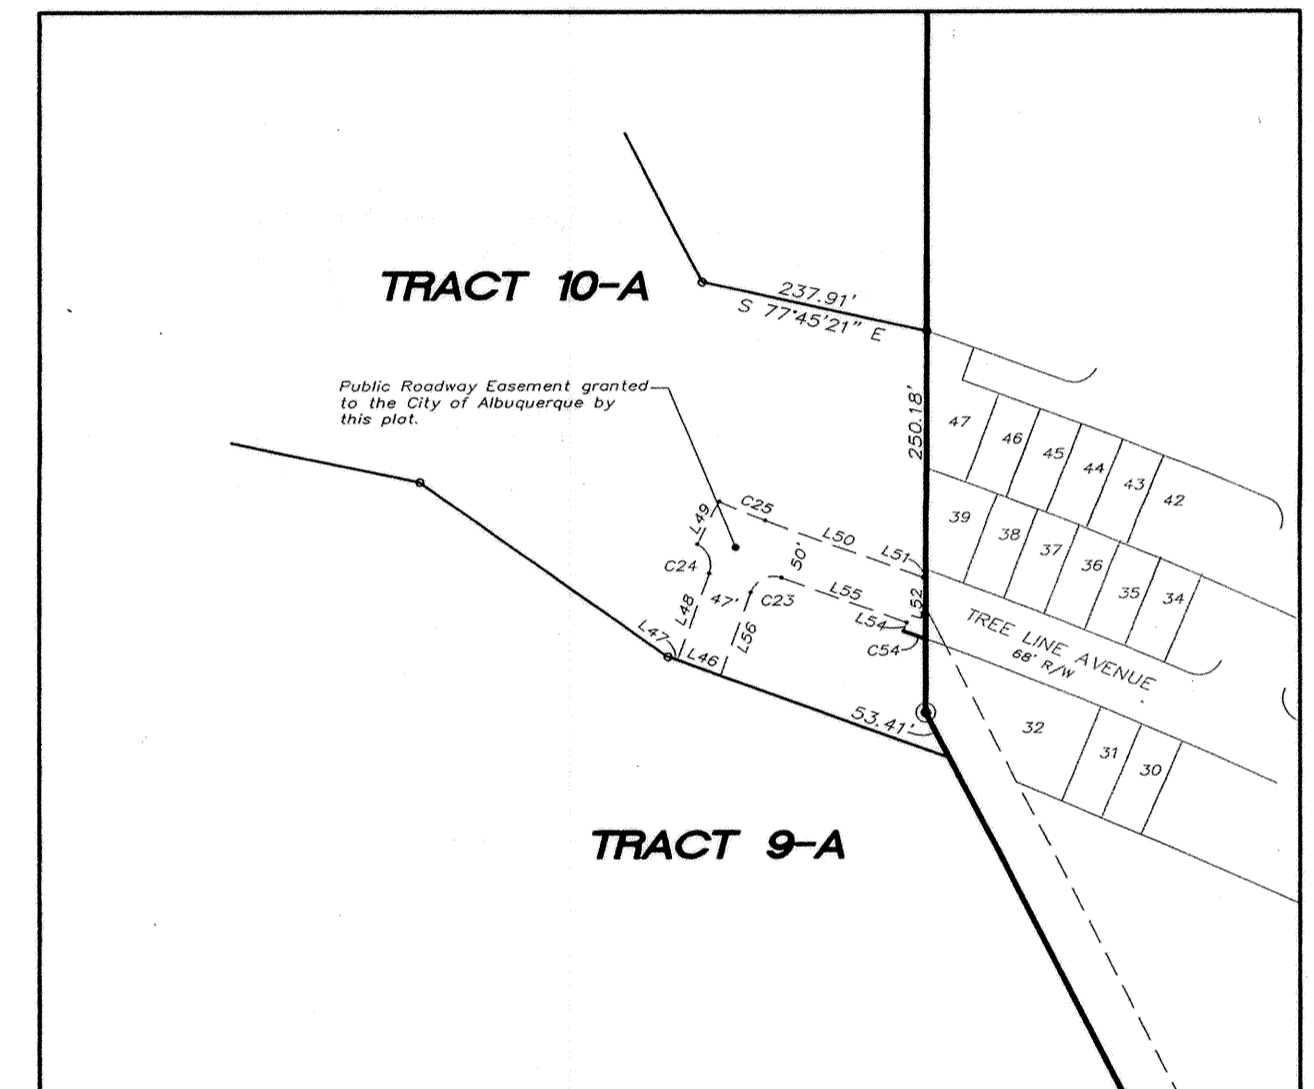 TRACT 10-A
237.91'
S 77°45'21" E
Public Roadway Easement granted
to the City of Albuquerque by
this plat.
250.18'
47
46
45
44
43
42
39
38
37
36
35
34
L49
C25
L50
L51
50'
C24
L55
L52
47'
C23
L48
L54
L56
L47
L46
C54
TREE LINE AVENUE
68' R/W
53.41'
32
31
30
TRACT 9-A